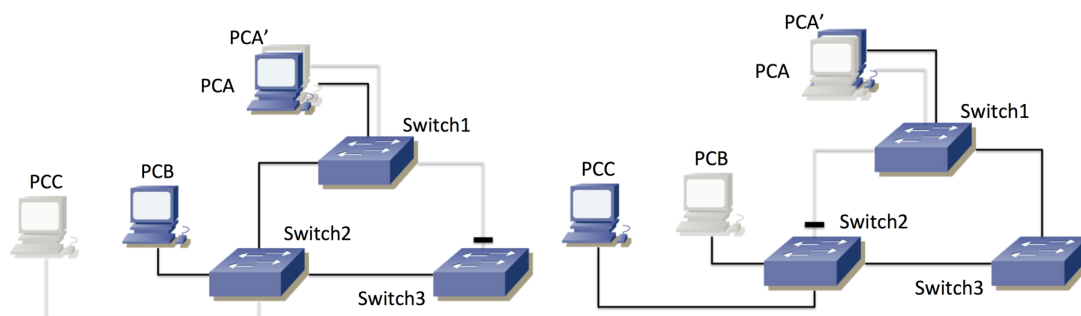 PCA’
PCA
Switch1
PCB
PCC
Switch2
Switch3
PCA’
PCA
Switch1
PCB
PCC
Switch2
Switch3